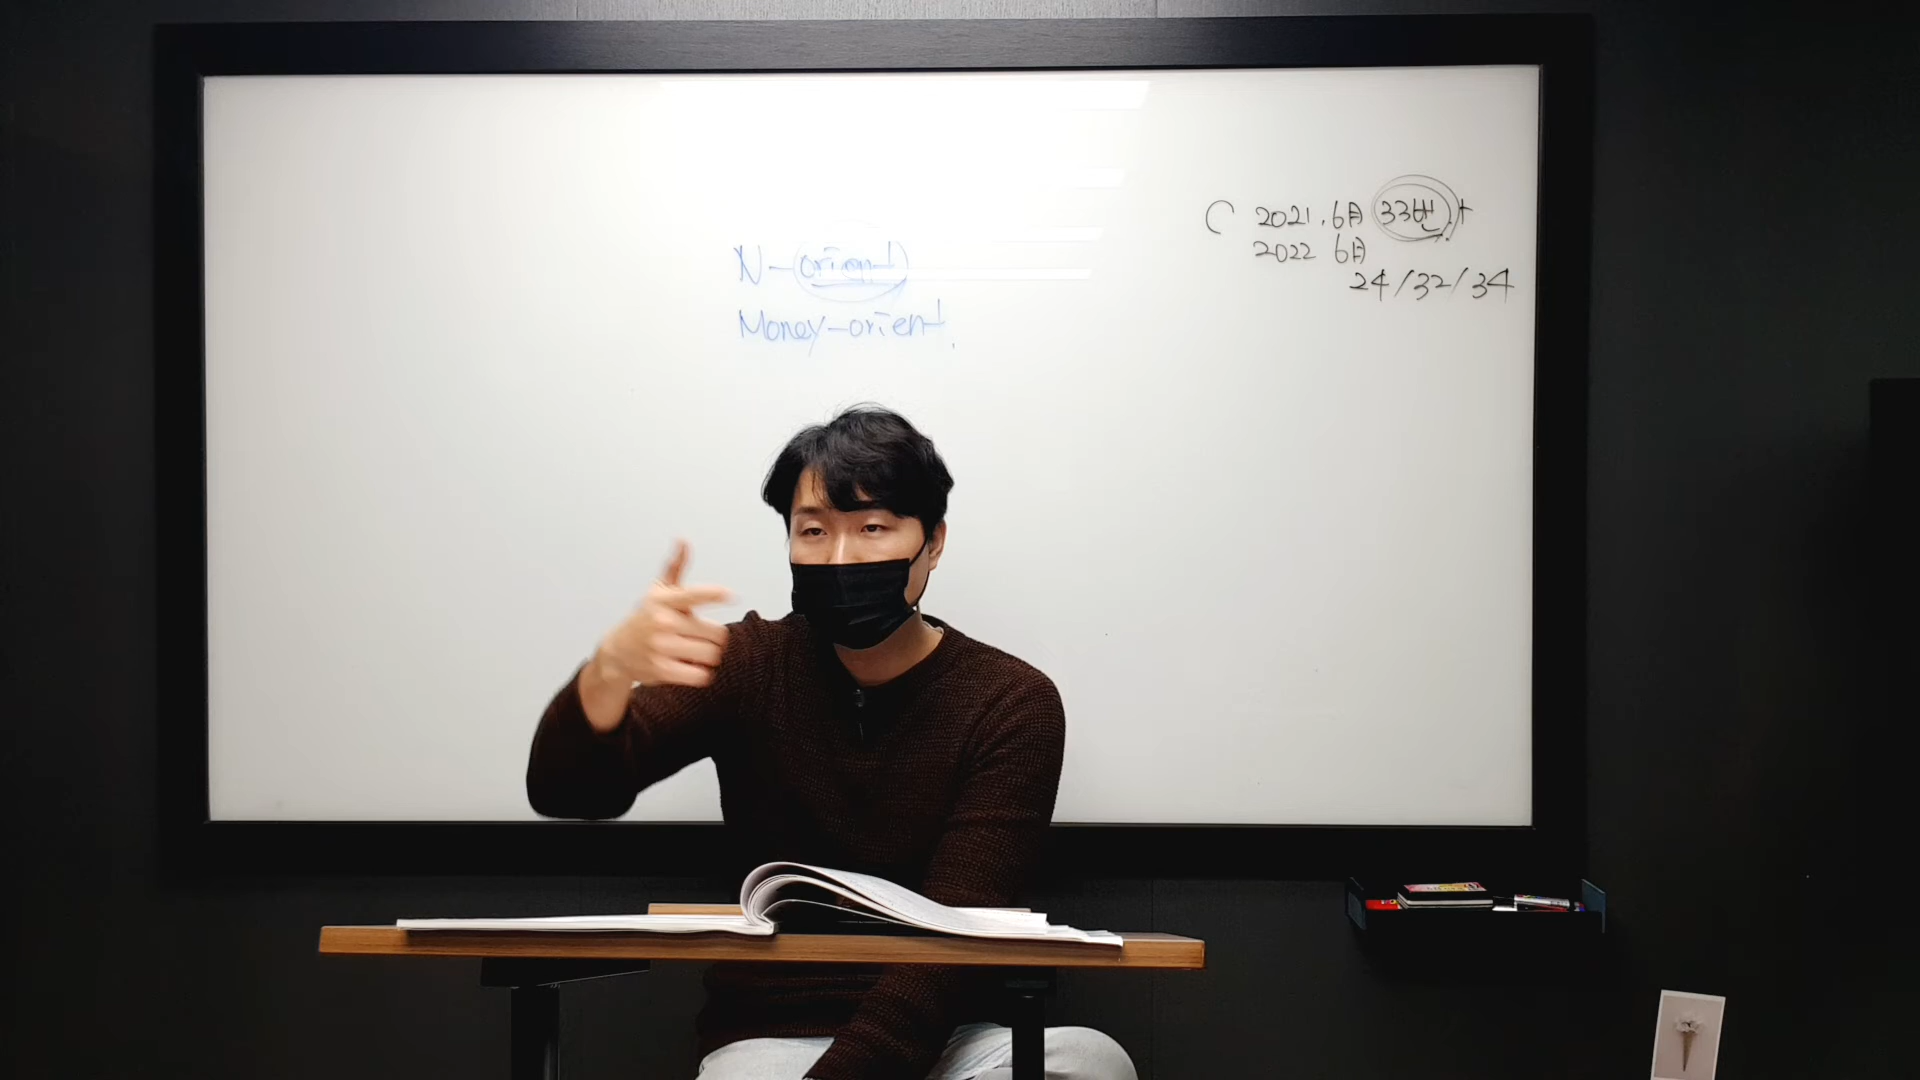 N-orient
Money-orient.
( 2021. 6月 33번.+
2022 6月
24/32/34